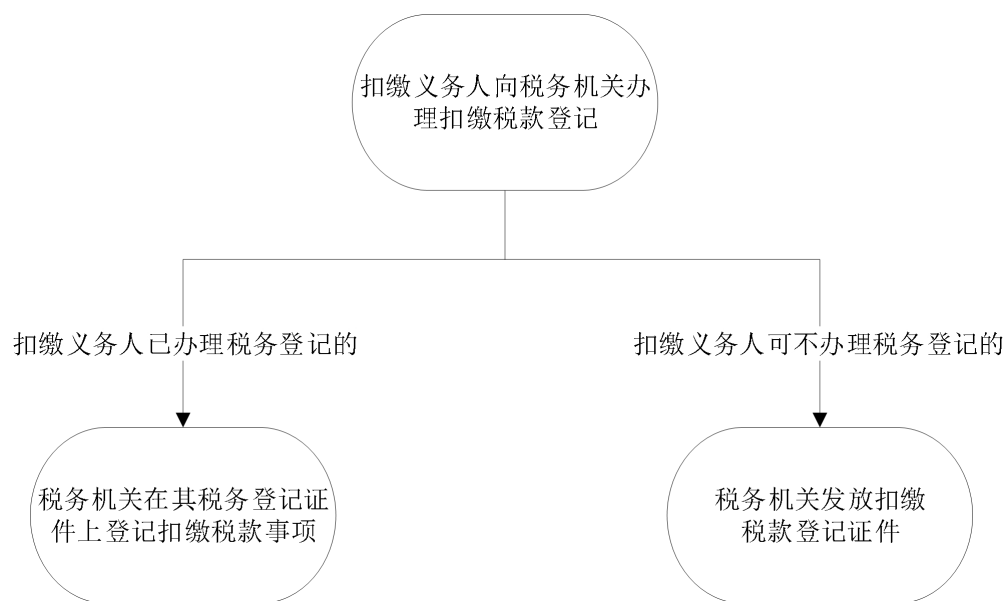 扣缴义务人向税务机关办
理扣缴税款登记
扣缴义务人已办理税务登记的
扣缴义务人可不办理税务登记的
税务机关在其税务登记证
件上登记扣缴税款事项
税务机关发放扣缴
税款登记证件